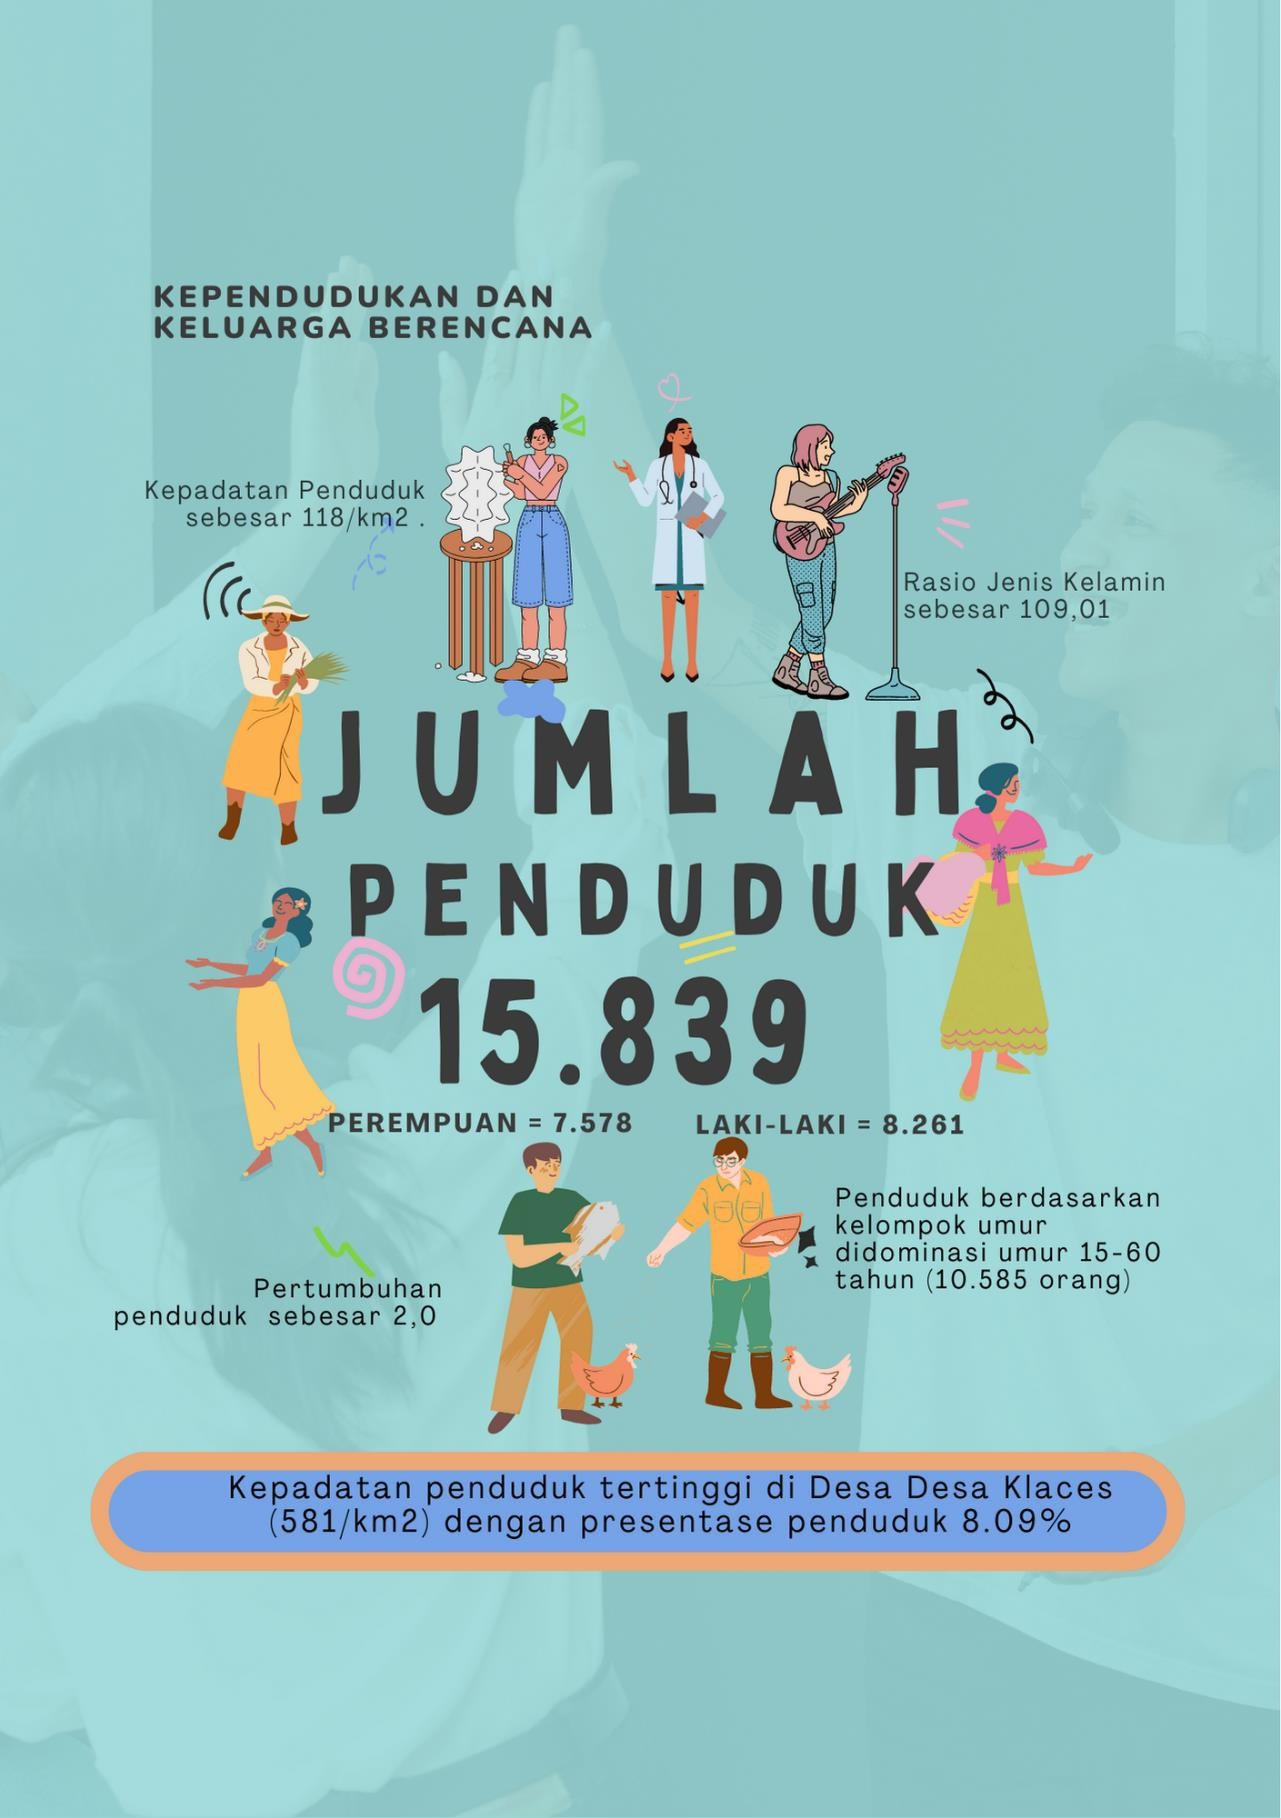 KEPENDUDUKAN DAN
KELUARGA BERENCANA
Kepadatan Penduduk
sebesar 118/km2 .
Rasio Jenis Kelamin
sebesar 109,01
JUMLAH
PENDUDUK
15.839
PEREMPUAN = 7.578
LAKI-LAKI = 8.261
Penduduk berdasarkan
kelompok umur
didominasi umur 15-60
tahun (10.585 orang)
Pertumbuhan
penduduk sebesar 2,0
Kepadatan penduduk tertinggi di Desa Desa Klaces
(581/km2) dengan presentase penduduk 8.09%